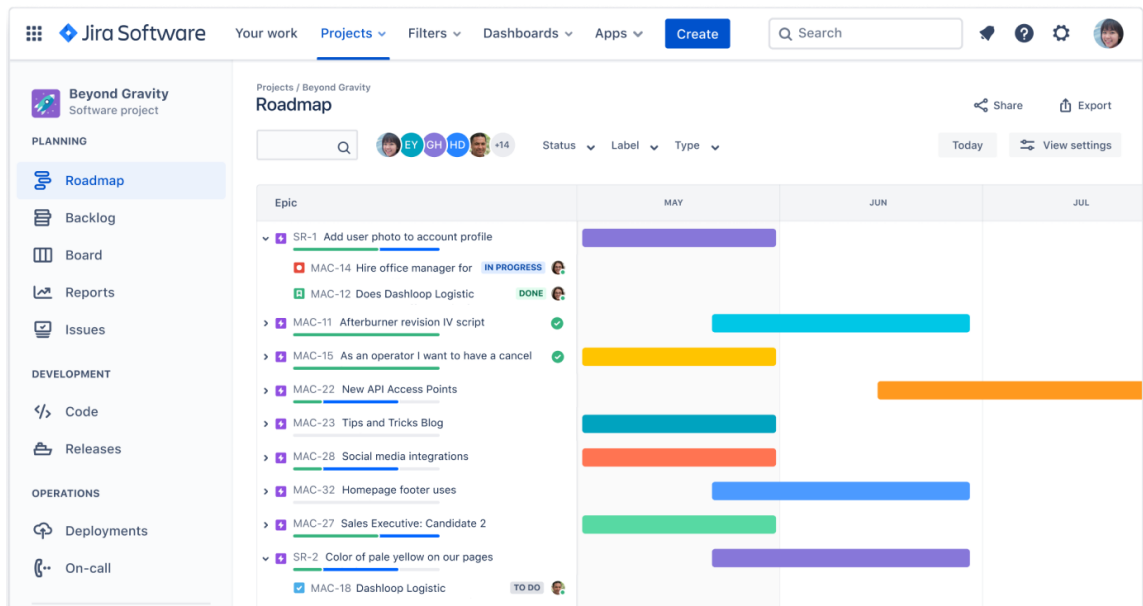 Jira Software
Your work
Projects
Filters
Dashboards
Apps
Create
Search
Beyond Gravity
Software project
PLANNING
Roadmap
Backlog
Board
Reports
Issues
DEVELOPMENT
Code
Releases
OPERATIONS
Deployments
On-call
Projects / Beyond Gravity
Roadmap
Share
Export
EY
GH
HD
+14
Status
Label
Type
Today
View settings
Epic
MAY
JUN
JUL
SR-1 Add user photo to account profile
MAC-14 Hire office manager for IN PROGRESS
MAC-12 Does Dashloop Logistic DONE
MAC-11 Afterburner revision IV script
MAC-15 As an operator I want to have a cancel
MAC-22 New API Access Points
MAC-23 Tips and Tricks Blog
MAC-28 Social media integrations
MAC-32 Homepage footer uses
MAC-27 Sales Executive: Candidate 2
SR-2 Color of pale yellow on our pages
MAC-18 Dashloop Logistic TO DO